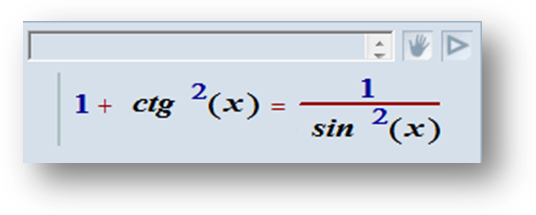 1 + ctg ²(x) = 1 / sin ²(x)